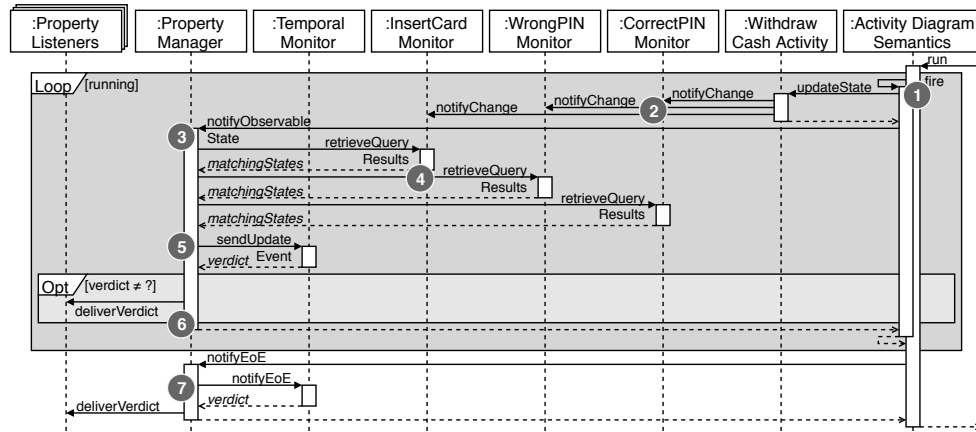 :Property Listeners
:Property Manager
:Temporal Monitor
:InsertCard Monitor
:WrongPIN Monitor
:CorrectPIN Monitor
:Withdraw Cash Activity
:Activity Diagram Semantics
run
Loop [running]
fire
updateState
1
notifyChange
notifyChange
2
notifyChange
notifyObservable
3
State
retrieveQuery
Results
matchingStates
4
retrieveQuery
Results
matchingStates
retrieveQuery
Results
matchingStates
5
sendUpdate
Event
verdict
Opt [verdict ≠ ?]
deliverVerdict
6
notifyEoE
7
notifyEoE
verdict
deliverVerdict